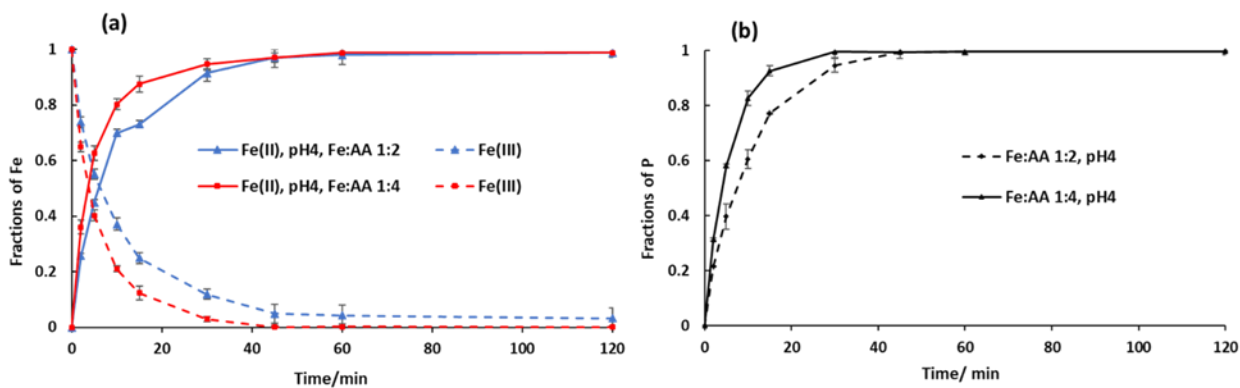 (a)
Fractions of Fe
1
0.8
0.6
0.4
0.2
0
0 20 40 60 80 100 120
Time/min
Fe(II), pH4, Fe:AA 1:2 Fe(III)
Fe(II), pH4, Fe:AA 1:4 Fe(III)
(b)
Fractions of P
1
0.8
0.6
0.4
0.2
0
0 20 40 60 80 100 120
Time/ min
Fe:AA 1:2, pH4
Fe:AA 1:4, pH4